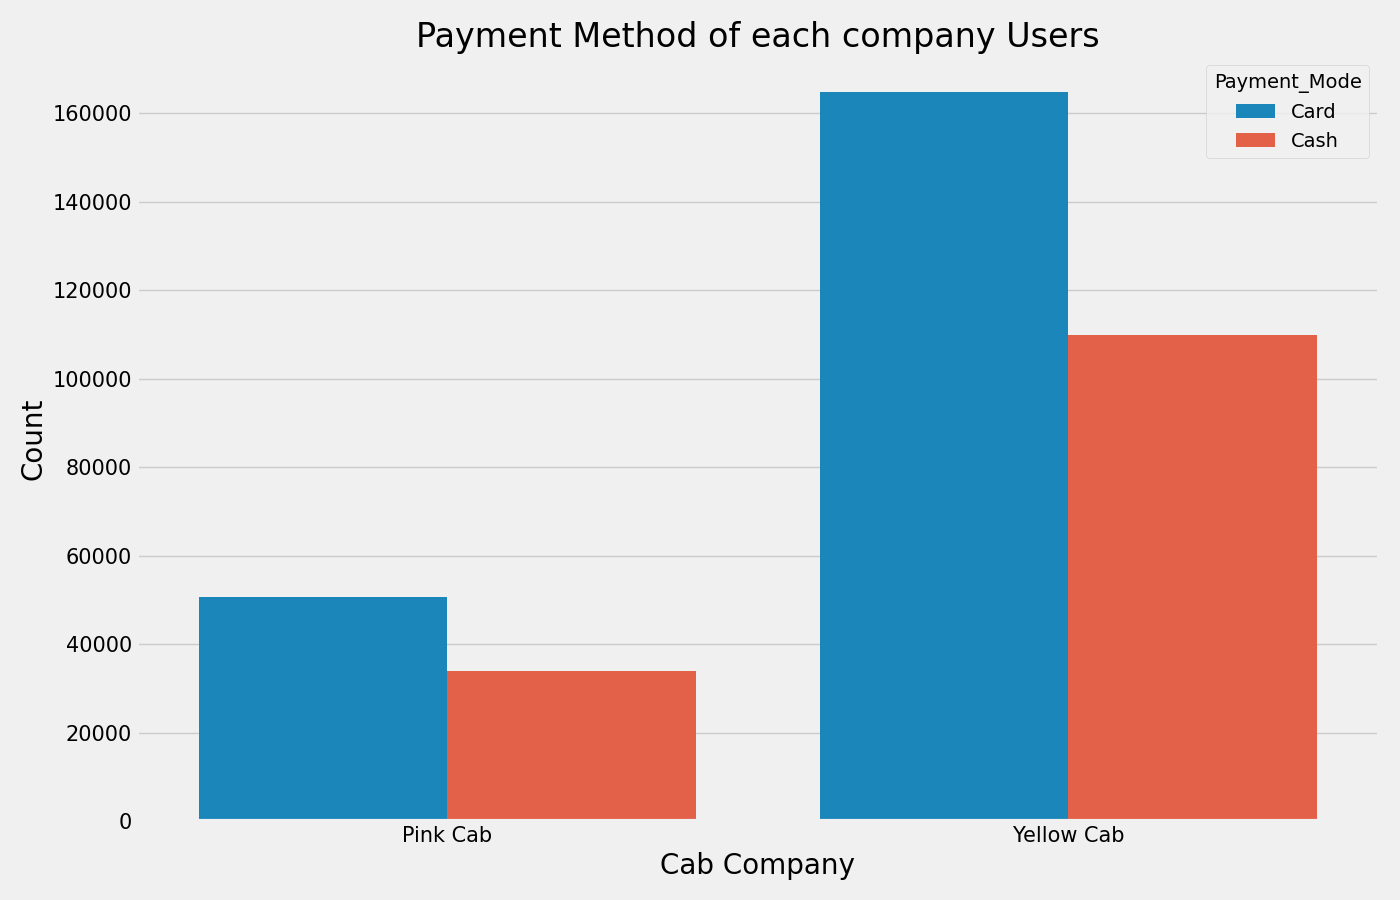 Payment Method of each company Users
Payment_Mode
Card
Cash
160000
140000
120000
100000
80000
60000
40000
20000
0
Count
Pink Cab
Yellow Cab
Cab Company